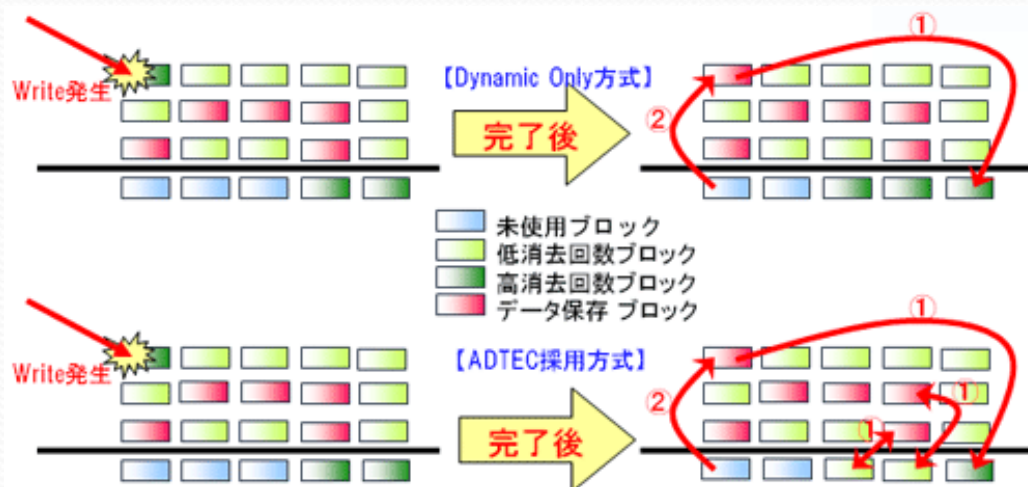 ①
Write発生
【Dynamic Only方式】
②
完了後
未使用ブロック
低消去回数ブロック
高消去回数ブロック
データ保存 ブロック
①
Write発生
【ADTEC採用方式】
②
①
①
完了後